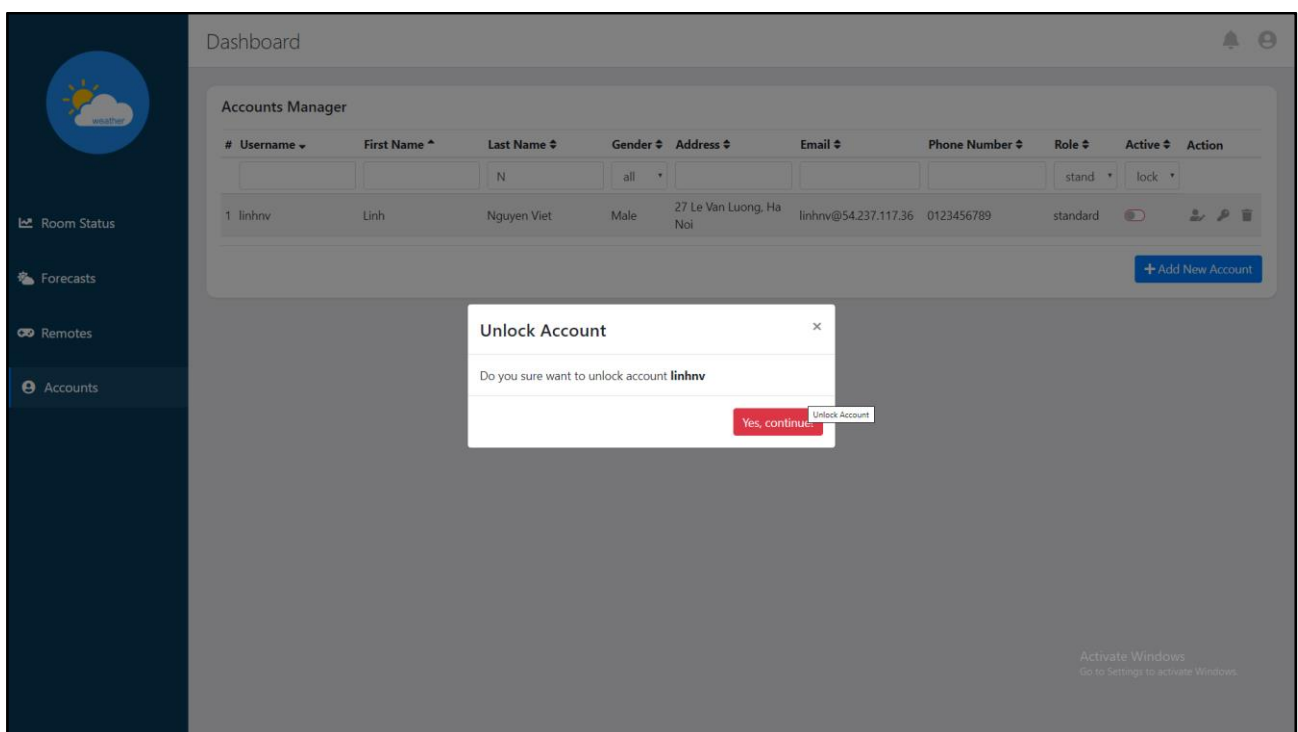 Dashboard
weather
Room Status
Forecasts
Remotes
Accounts
Accounts Manager
# Username First Name Last Name Gender Address Email Phone Number Role Active Action
N all stand lock
1 linhnv Linh Nguyen Viet Male 27 Le Van Luong, Ha linhnv@54.237.117.36 0123456789 standard
Noi
Add New Account
Unlock Account ×
Do you sure want to unlock account linhnv
Yes, continue!
Unlock Account
Activate Windows
Go to Settings to activate Windows.